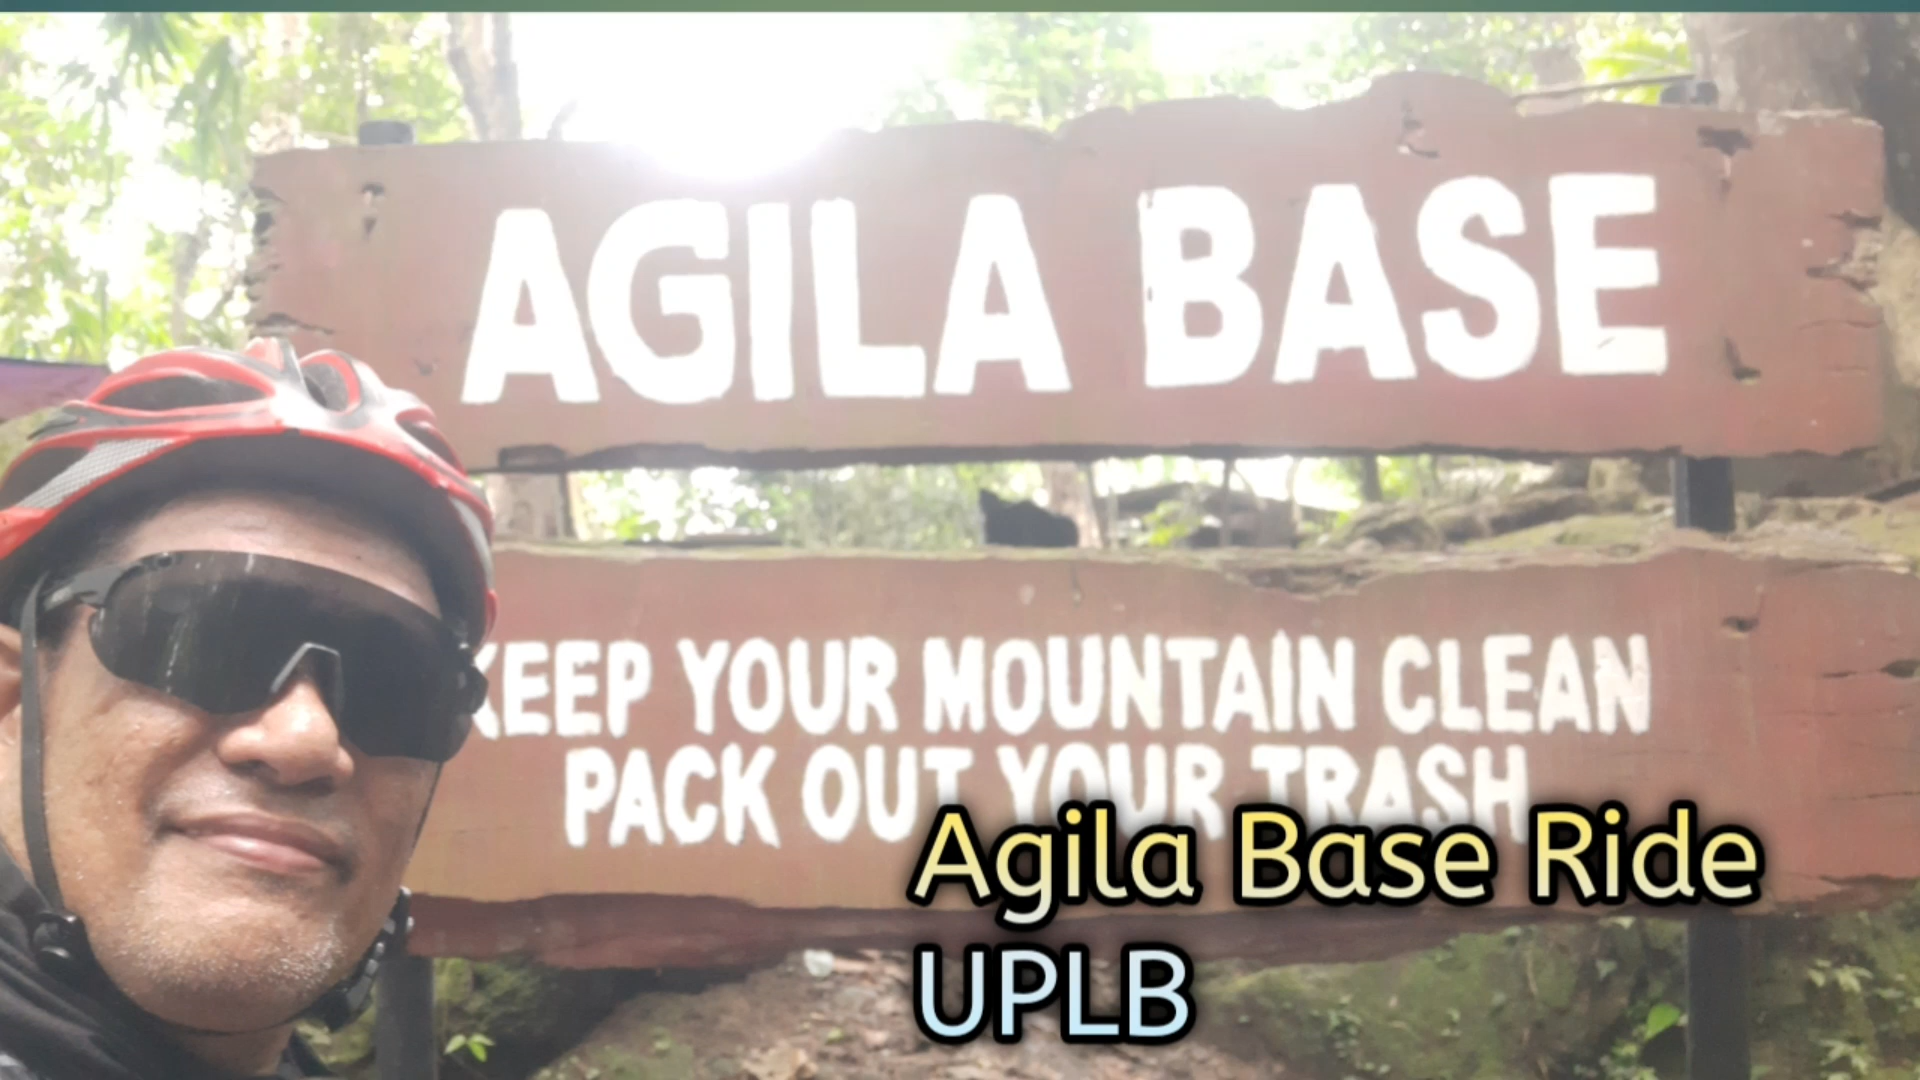 AGILA BASE
KEEP YOUR MOUNTAIN CLEAN
PACK OUT YOUR TRASH
Agila Base Ride
UPLB